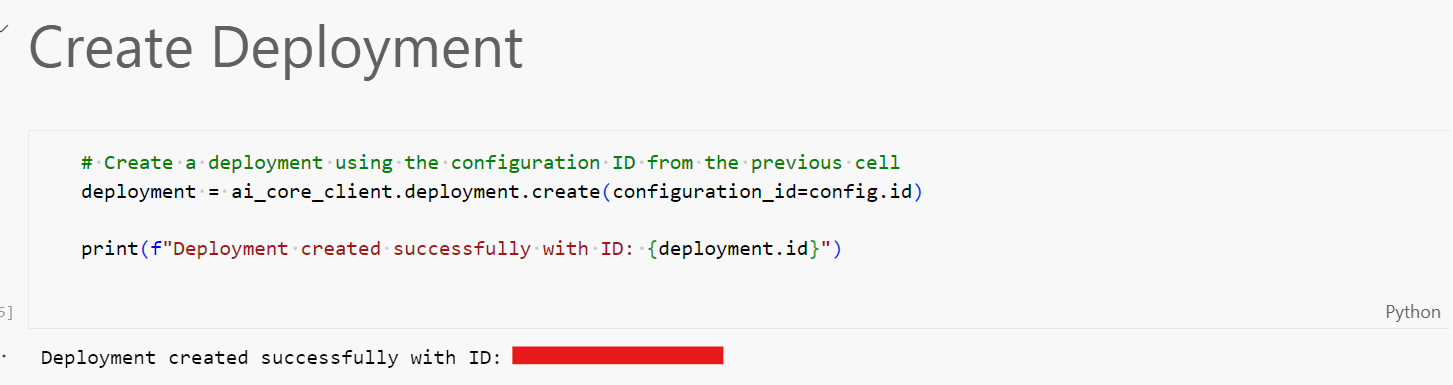 Create Deployment
# Create a deployment using the configuration ID from the previous cell
deployment = ai_core_client.deployment.create(configuration_id=config.id)
print(f"Deployment created successfully with ID: {deployment.id}")
5]
Python
Deployment created successfully with ID: